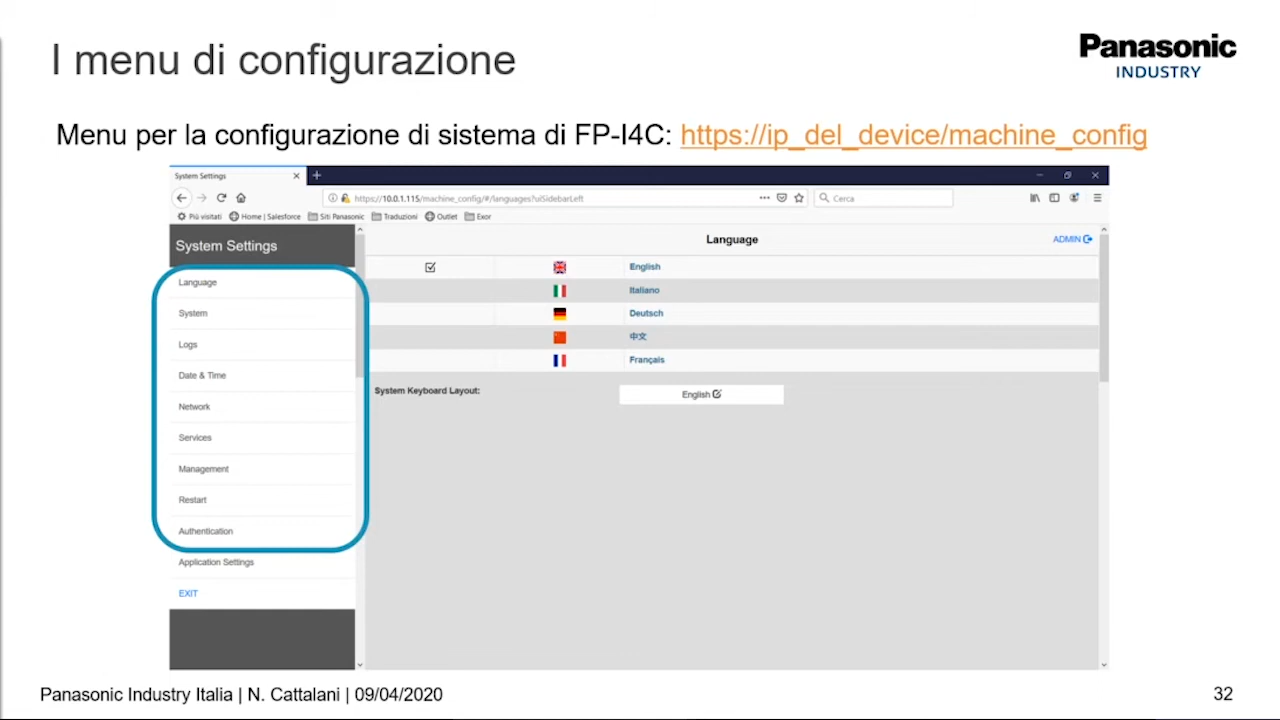 I menu di configurazione
Panasonic
INDUSTRY
Menu per la configurazione di sistema di FP-I4C: https://ip_del_device/machine_config
System Settings
https://10.0.1.115/machine_config/#/languages?uiSidebarLeft
Cerca
Più visitati
Home | Salesforce
Siti Panasonic
Traduzioni
Outlet
Exor
System Settings
Language
ADMIN
Language
System
Logs
Date & Time
Network
Services
Management
Restart
Authentication
Application Settings
EXIT
English
Italiano
Deutsch
中文
Français
System Keyboard Layout:
English
Panasonic Industry Italia | N. Cattalani | 09/04/2020
32